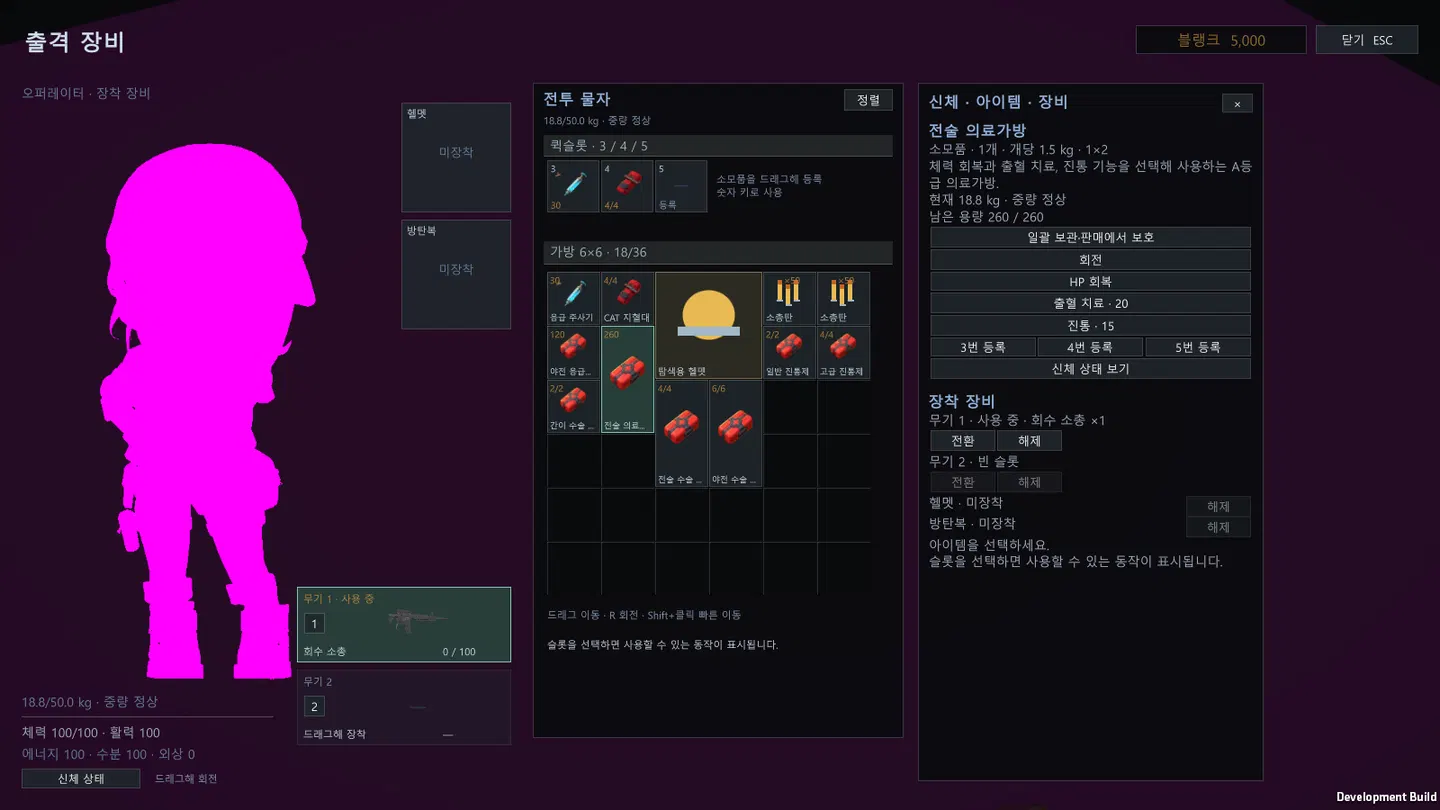 출격 장비
블랭크 5,000
닫기 ESC
오퍼레이터 · 장착 장비
헬멧
미장착
방탄복
미장착
무기 1 · 사용 중
1
회수 소총 0 / 100
무기 2
2
드래그해 장착 —
18.8/50.0 kg · 중량 정상
체력 100/100 · 활력 100
에너지 100 · 수분 100 · 외상 0
신체 상태
드래그해 회전
전투 물자
정렬
18.8/50.0 kg · 중량 정상
퀵슬롯 · 3 / 4 / 5
3
30
4
4/4
5
등록
소모품을 드래그해 등록
숫자 키로 사용
가방 6×6 · 18/36
30
응급 주사기
4/4
CAT 지혈대
탐색용 헬멧
×50
소총탄
×50
소총탄
120
야전 응급...
260
전술 의료...
2/2
일반 진통제
4/4
고급 진통제
2/2
간이 수술 ...
4/4
전술 수술 ...
6/6
야전 수술 ...
드래그 이동 · R 회전 · Shift+클릭 빠른 이동
슬롯을 선택하면 사용할 수 있는 동작이 표시됩니다.
신체 · 아이템 · 장비
×
전술 의료가방
소모품 · 1개 · 개당 1.5 kg · 1×2
체력 회복과 출혈 치료, 진통 기능을 선택해 사용하는 A등
급 의료가방.
현재 18.8 kg · 중량 정상
남은 용량 260 / 260
일괄 보관·판매에서 보호
회전
HP 회복
출혈 치료 · 20
진통 · 15
3번 등록
4번 등록
5번 등록
신체 상태 보기
장착 장비
무기 1 · 사용 중 · 회수 소총 ×1
전환
해제
무기 2 · 빈 슬롯
전환
해제
헬멧 · 미장착
해제
방탄복 · 미장착
해제
아이템을 선택하세요.
슬롯을 선택하면 사용할 수 있는 동작이 표시됩니다.
Development Build